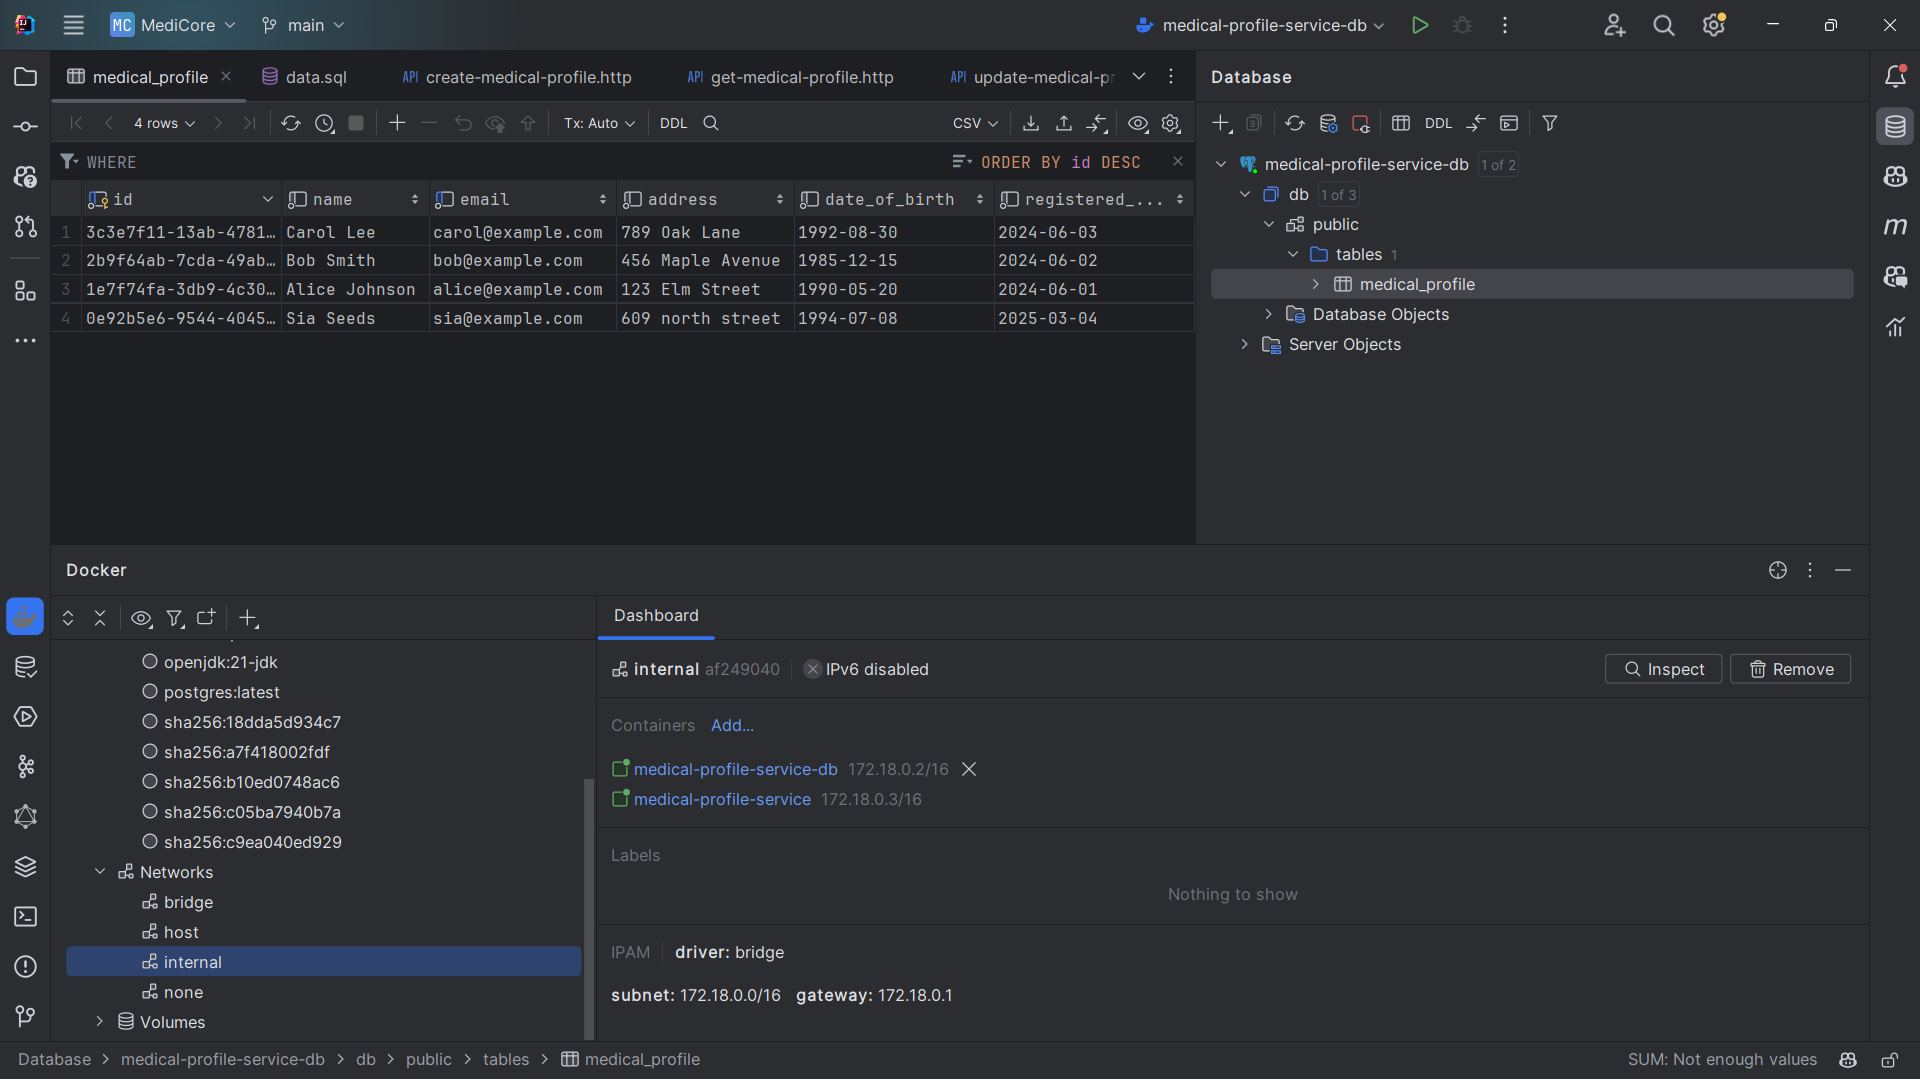 MC MediCore main medical-profile-service-db
medical_profile data.sql API create-medical-profile.http API get-medical-profile.http API update-medical-pr
Database
4 rows Tx: Auto DDL CSV
DDL
WHERE ORDER BY id DESC
id name email address date_of_birth registered_...
1 3c3e7f11-13ab-4781… Carol Lee carol@example.com 789 Oak Lane 1992-08-30 2024-06-03
2 2b9f64ab-7cda-49ab… Bob Smith bob@example.com 456 Maple Avenue 1985-12-15 2024-06-02
3 1e7f74fa-3db9-4c30… Alice Johnson alice@example.com 123 Elm Street 1990-05-20 2024-06-01
4 0e92b5e6-9544-4045… Sia Seeds sia@example.com 609 north street 1994-07-08 2025-03-04
medical-profile-service-db 1 of 2
db 1 of 3
public
tables 1
medical_profile
Database Objects
Server Objects
Docker
openjdk:21-jdk
postgres:latest
sha256:18dda5d934c7
sha256:a7f418002fdf
sha256:b10ed0748ac6
sha256:c05ba7940b7a
sha256:c9ea040ed929
Networks
bridge
host
internal
none
Volumes
Dashboard
internal af249040 IPv6 disabled Inspect Remove
Containers Add...
medical-profile-service-db 172.18.0.2/16
medical-profile-service 172.18.0.3/16
Labels
Nothing to show
IPAM driver: bridge
subnet: 172.18.0.0/16 gateway: 172.18.0.1
Database > medical-profile-service-db > db > public > tables > medical_profile
SUM: Not enough values